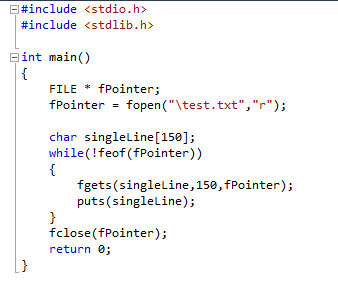 #include <stdio.h>
#include <stdlib.h>
int main()
{
FILE * fPointer;
fPointer = fopen("\test.txt","r");
char singleLine[150];
while(!feof(fPointer))
{
fgets(singleLine,150,fPointer);
puts(singleLine);
}
fclose(fPointer);
return 0;
}